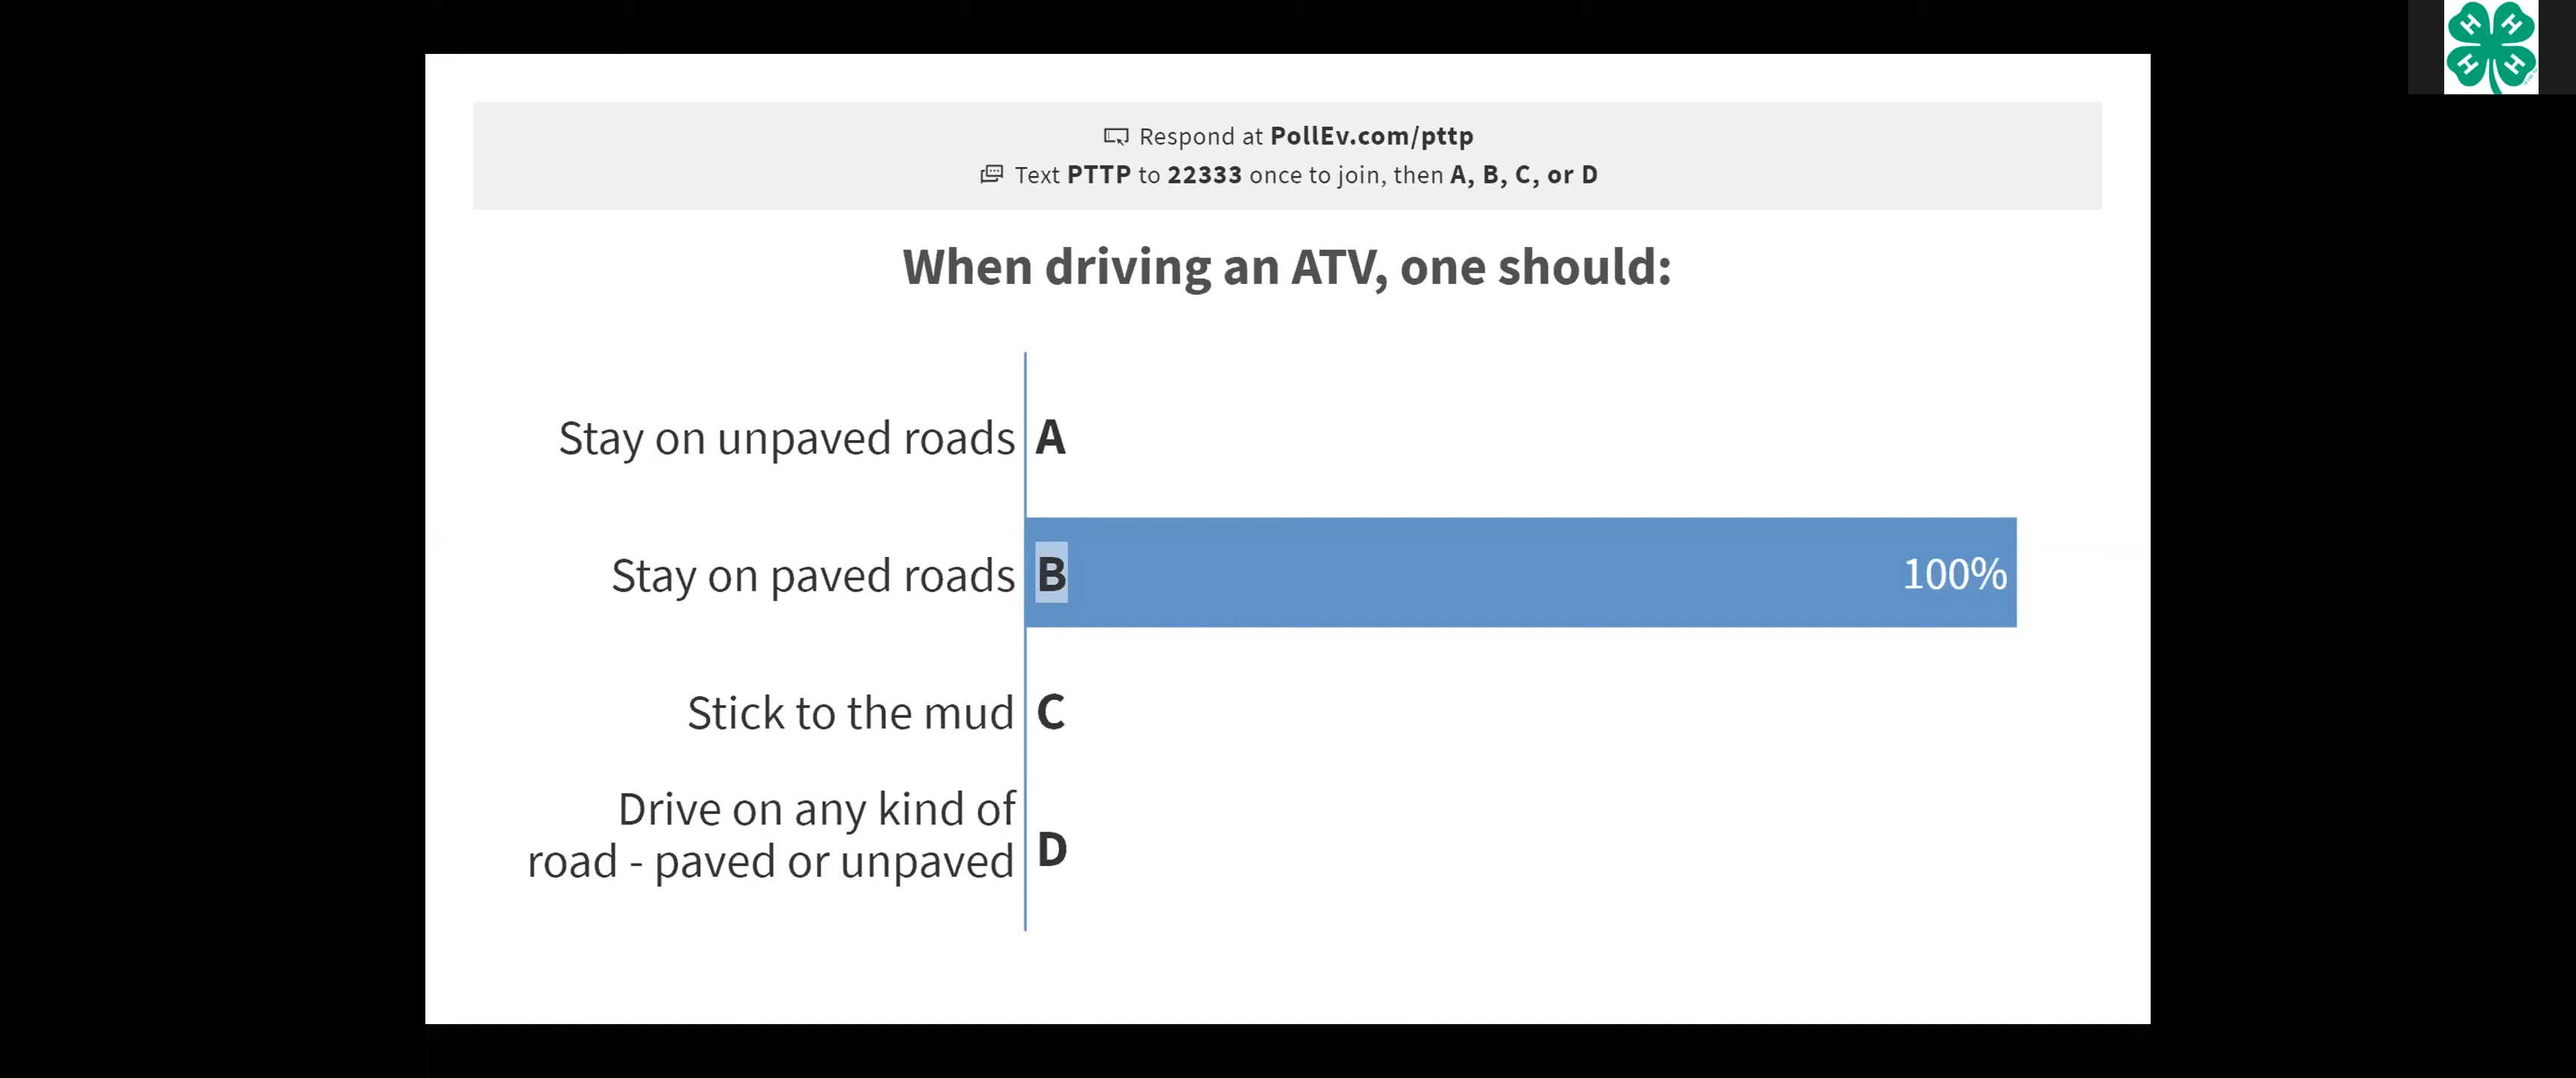 Respond at PollEv.com/pttp
Text PTTP to 22333 once to join, then A, B, C, or D
When driving an ATV, one should:
Stay on unpaved roads A
Stay on paved roads B 100%
Stick to the mud C
Drive on any kind of
road - paved or unpaved D
H H
H H